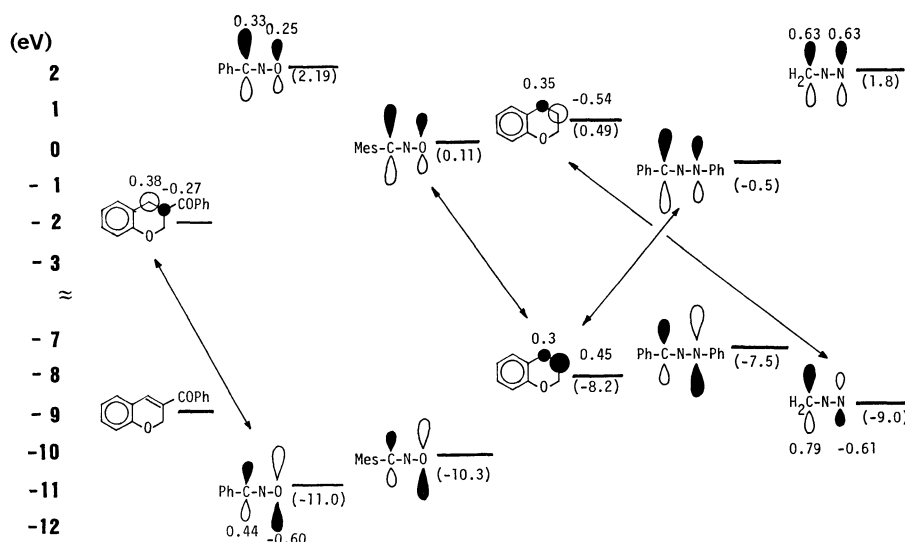 (eV)
2
1
0
- 1
- 2
- 3
≈
- 7
- 8
-9
-10
-11
-12
0.33
0.25
Ph-C-N-O
(2.19)
0.63 0.63
H2C-N-N
(1.8)
0.35
-0.54
O
(0.49)
Mes-C-N-O
(0.11)
Ph-C-N-N-Ph
(-0.5)
0.38
-0.27
COPh
O
0.3
0.45
O
(-8.2)
Ph-C-N-N-Ph
(-7.5)
COPh
O
H2C-N-N
(-9.0)
0.79 -0.61
Mes-C-N-O
(-10.3)
Ph-C-N-O
(-11.0)
0.44
-0.60